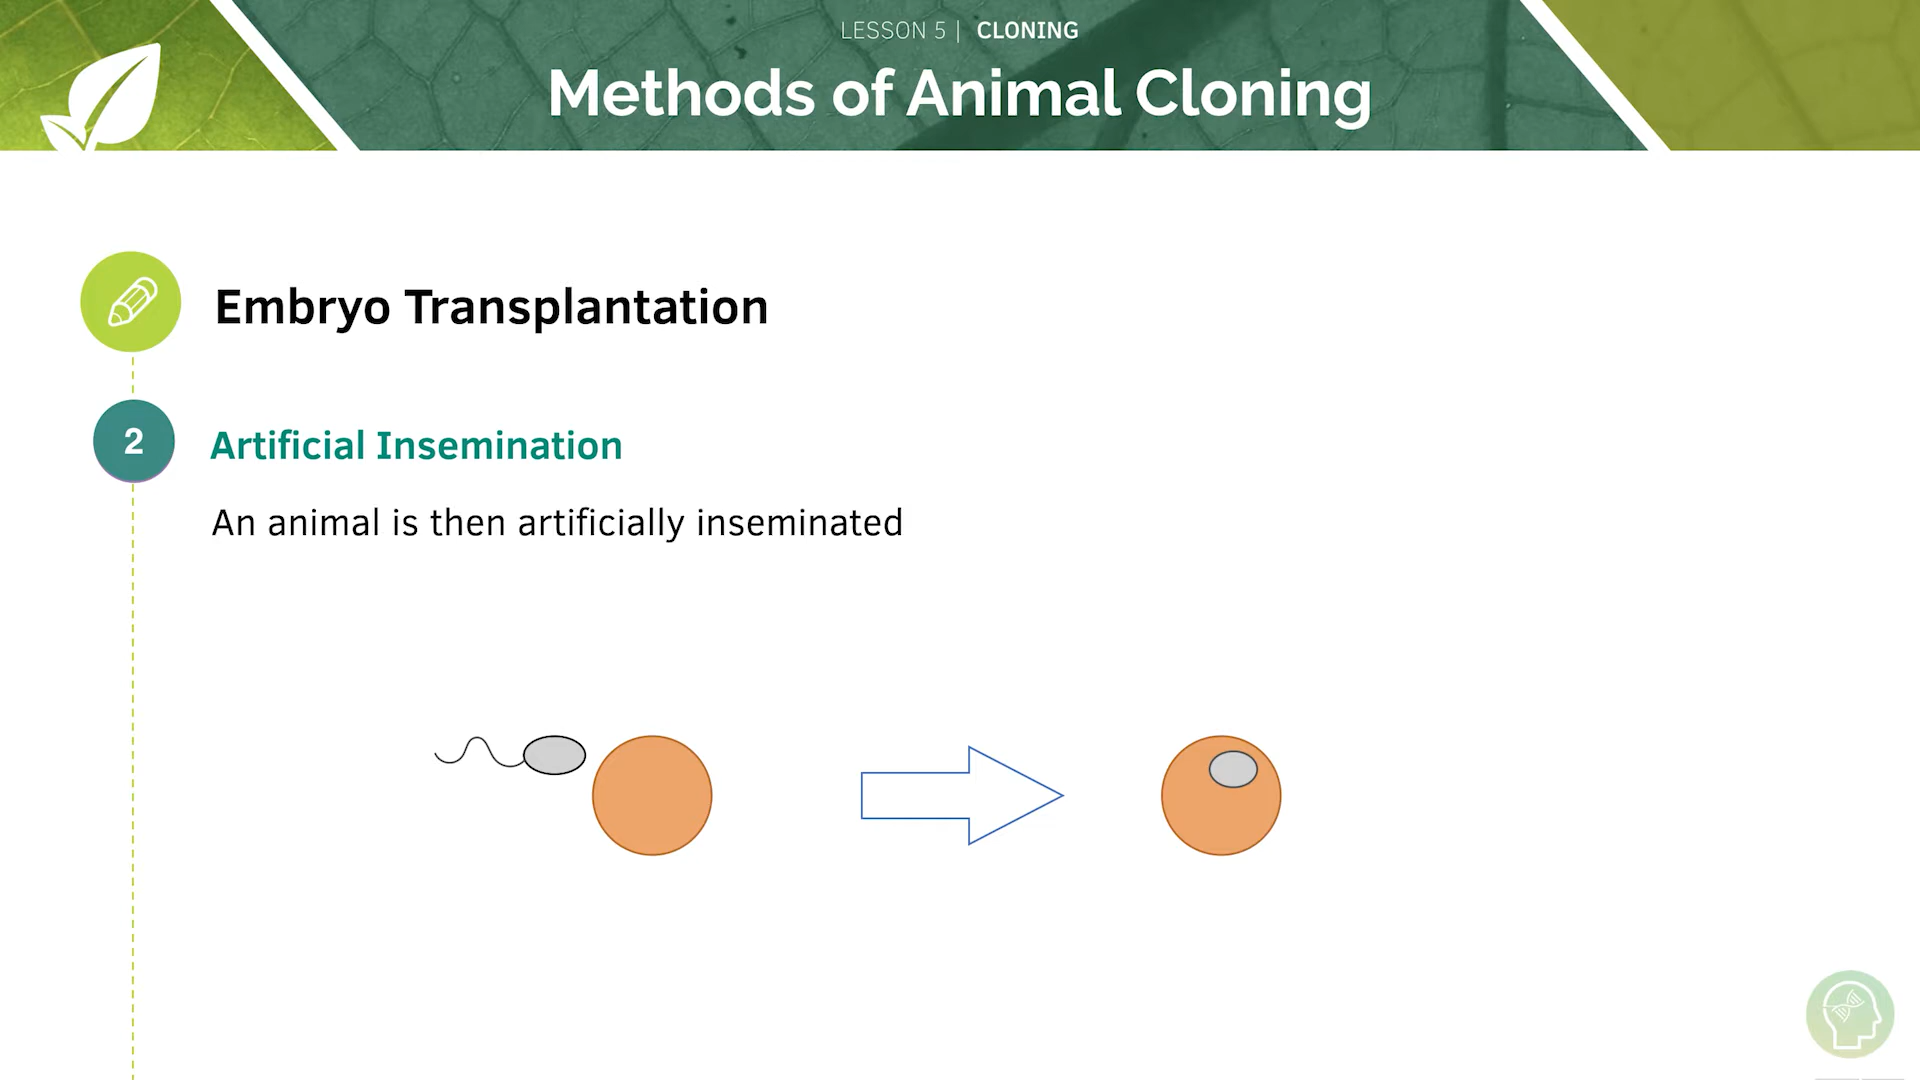 LESSON 5 | CLONING
Methods of Animal Cloning
Embryo Transplantation
2
Artificial Insemination
An animal is then artificially inseminated